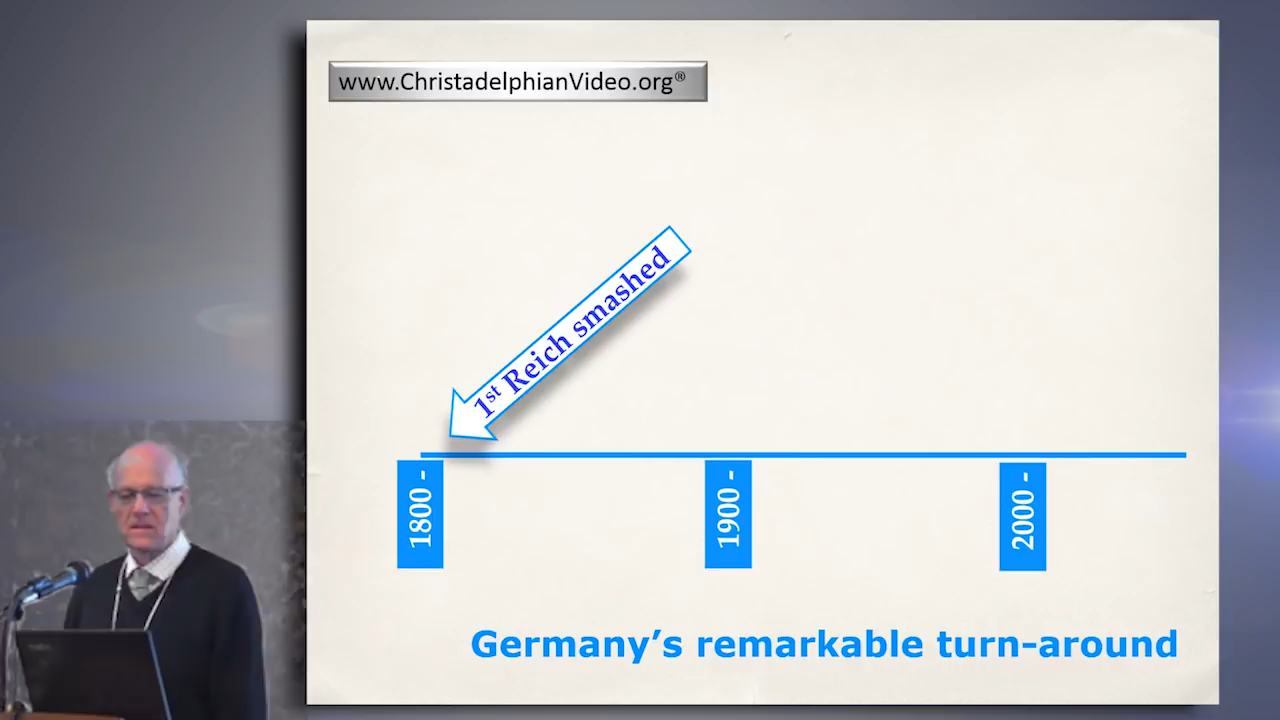 www.ChristadelphianVideo.org®
1st Reich smashed
1800 -
1900 -
2000 -
Germany’s remarkable turn-around